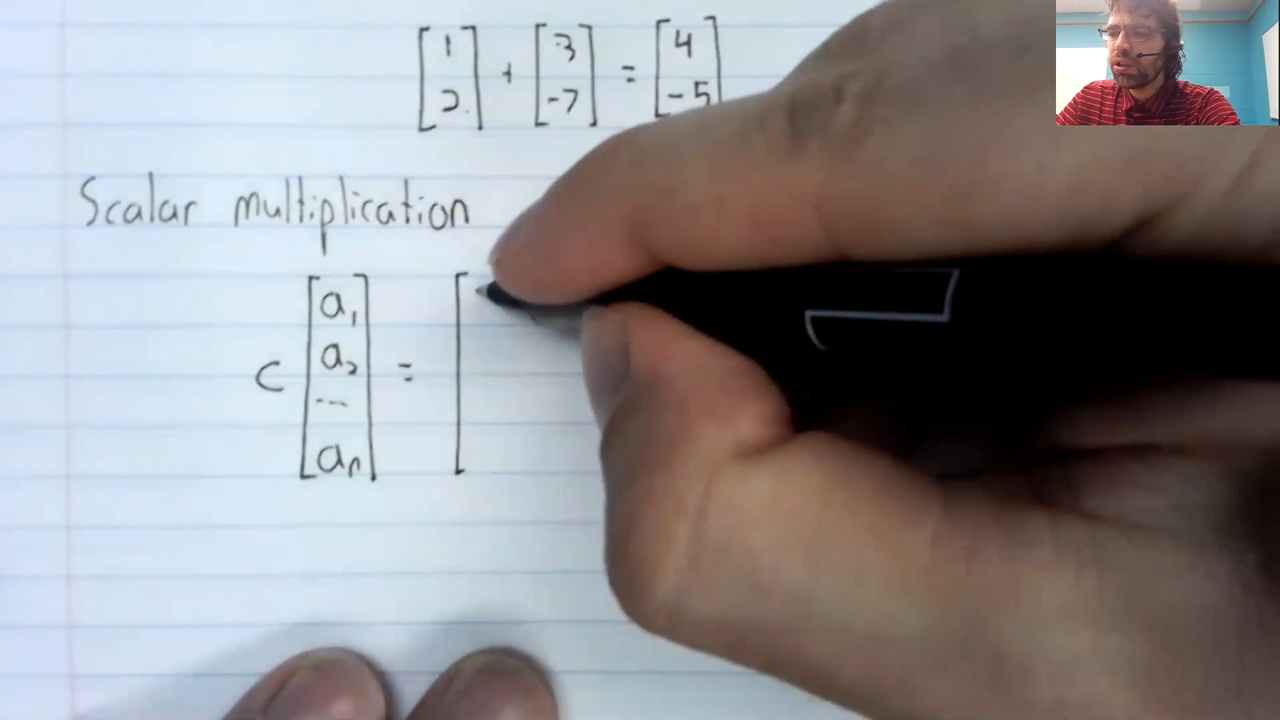 [1 2] + [3 -7] = [4 -5]
Scalar multiplication
c [a₁ a₂ ... aₙ] = [